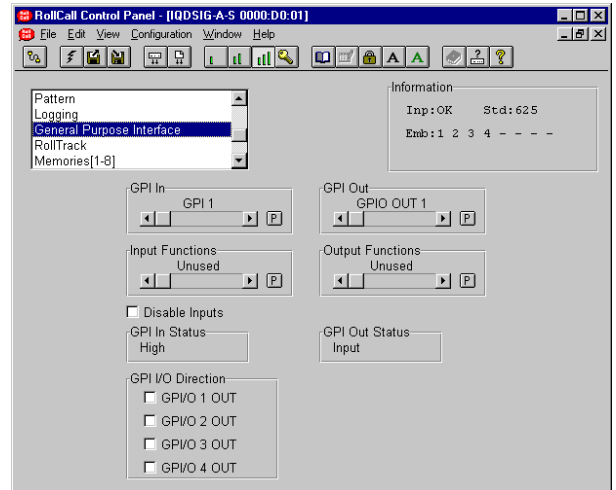 RollCall Control Panel - [IQDSIG-A-S 0000:D0:01]
File Edit View Configuration Window Help
A A ?
Pattern
Logging
General Purpose Interface
RollTrack
Memories[1-8]
Information
Inp:OK Std:625
Emb:1 2 3 4 - - - -
GPI In
GPI 1
P
GPI Out
GPIO OUT 1
P
Input Functions
Unused
P
Output Functions
Unused
P
Disable Inputs
GPI In Status
High
GPI Out Status
Input
GPI I/O Direction
GPI/O 1 OUT
GPI/O 2 OUT
GPI/O 3 OUT
GPI/O 4 OUT